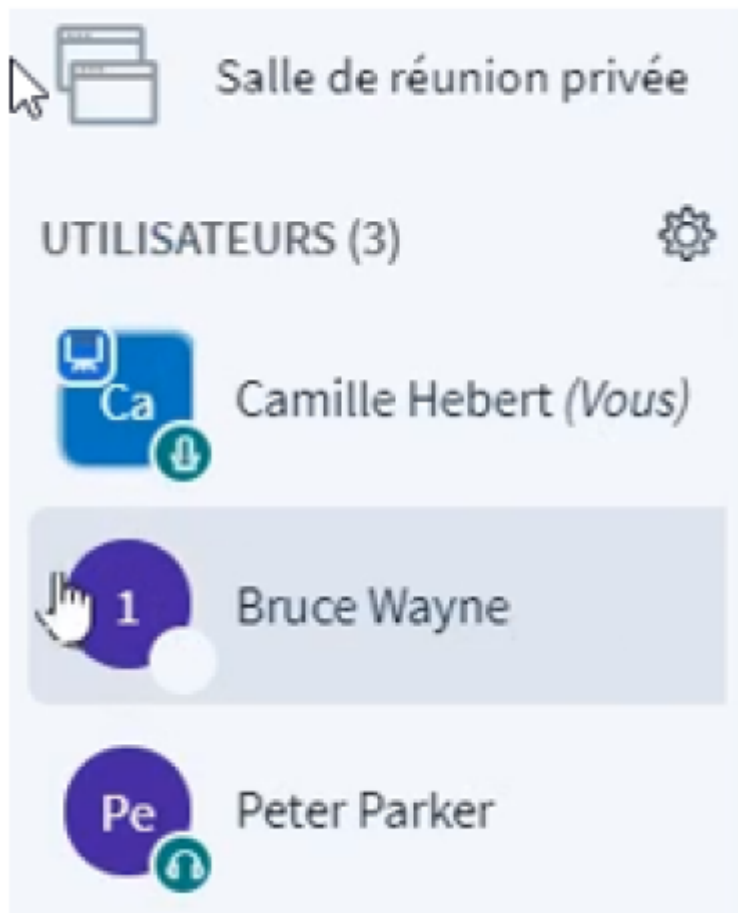 Salle de réunion privée
UTILISATEURS (3)
Ca
Camille Hebert (Vous)
1
Bruce Wayne
Pe
Peter Parker